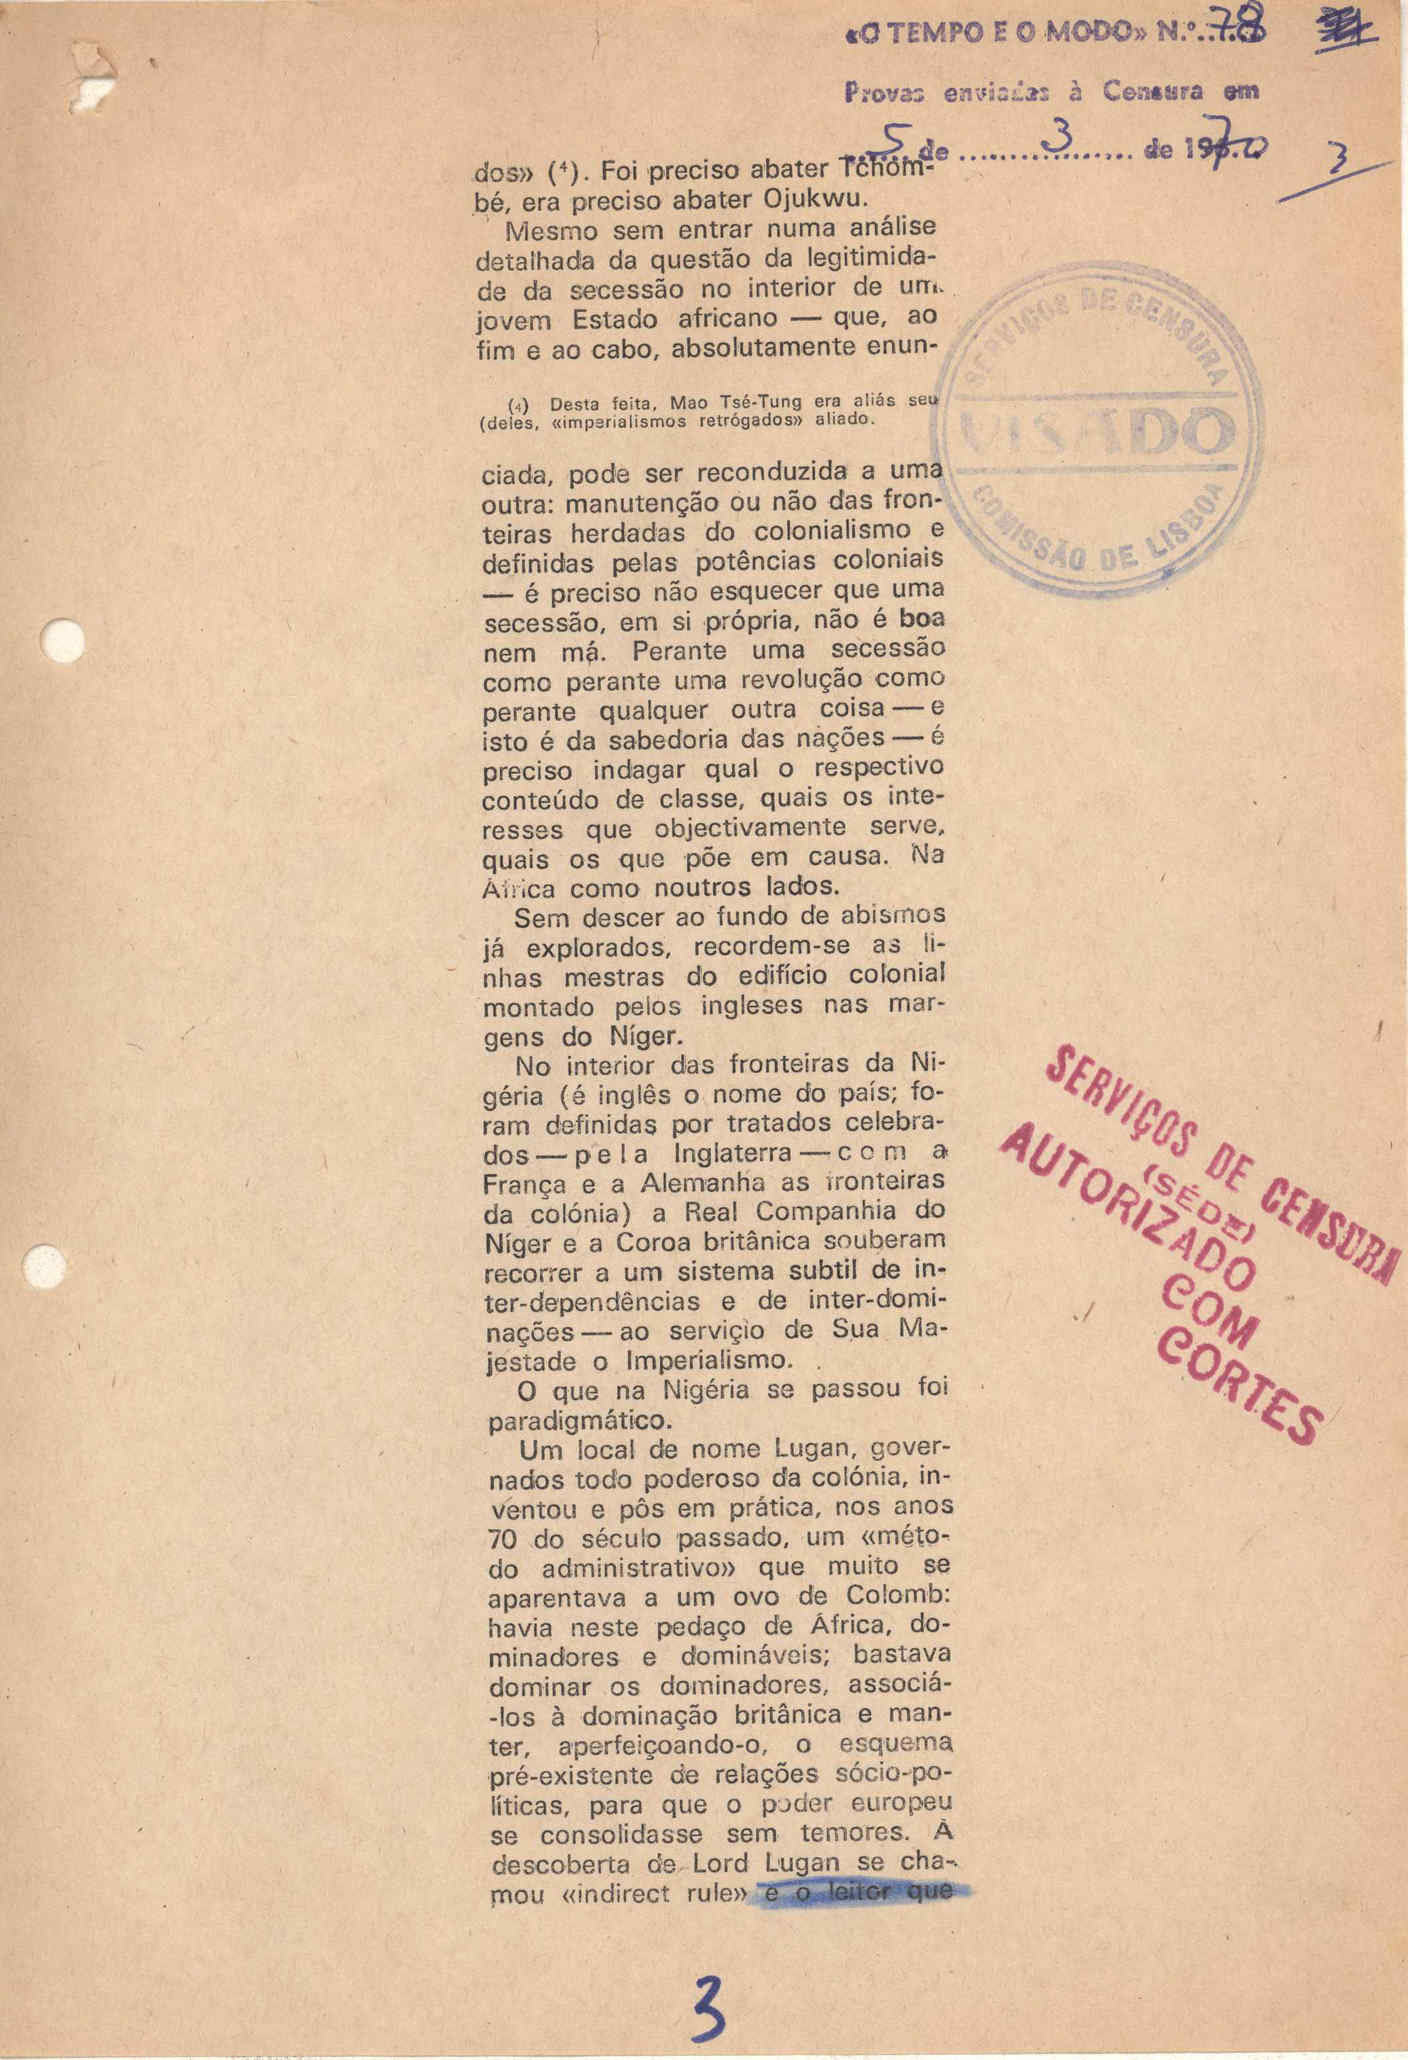 «O TEMPO E O MODO» N.º...78
Provas enviadas à Censura em
...5... de ........3......... de 1970
3
dos» (⁴). Foi preciso abater Tchom-
bé, era preciso abater Ojukwu.
Mesmo sem entrar numa análise
detalhada da questão da legitimida-
de da secessão no interior de um
jovem Estado africano — que, ao
fim e ao cabo, absolutamente enun-
(4) Desta feita, Mao Tsé-Tung era aliás seu
(deles, «imperialismos retrógados» aliado.
SERVIÇOS DE CENSURA
VISADO
COMISSÃO DE LISBOA
ciada, pode ser reconduzida a uma
outra: manutenção ou não das fron-
teiras herdadas do colonialismo e
definidas pelas potências coloniais
— é preciso não esquecer que uma
secessão, em si própria, não é boa
nem má. Perante uma secessão
como perante uma revolução como
perante qualquer outra coisa — e
isto é da sabedoria das nações — é
preciso indagar qual o respectivo
conteúdo de classe, quais os inte-
resses que objectivamente serve,
quais os que põe em causa. Na
África como noutros lados.
Sem descer ao fundo de abismos
já explorados, recordem-se as li-
nhas mestras do edifício colonial
montado pelos ingleses nas mar-
gens do Níger.
No interior das fronteiras da Ni-
géria (é inglês o nome do país; fo-
ram definidas por tratados celebra-
dos — pela Inglaterra — com a
França e a Alemanha as fronteiras
da colónia) a Real Companhia do
Níger e a Coroa britânica souberam
recorrer a um sistema subtil de in-
ter-dependências e de inter-domi-
nações — ao serviçio de Sua Ma-
jestade o Imperialismo.
O que na Nigéria se passou foi
paradigmático.
Um local de nome Lugan, gover-
nados todo poderoso da colónia, in-
ventou e pôs em prática, nos anos
70 do século passado, um «méto-
do administrativo» que muito se
aparentava a um ovo de Colomb:
havia neste pedaço de África, do-
minadores e domináveis; bastava
dominar os dominadores, associá-
-los à dominação britânica e man-
ter, aperfeiçoando-o, o esquema
pré-existente de relações sócio-po-
líticas, para que o poder europeu
se consolidasse sem temores. À
descoberta de Lord Lugan se cha-
mou «indirect rule» e o leitor que
SERVIÇOS DE CENSURA
(SÉDE)
AUTORIZADO
COM
CORTES
3